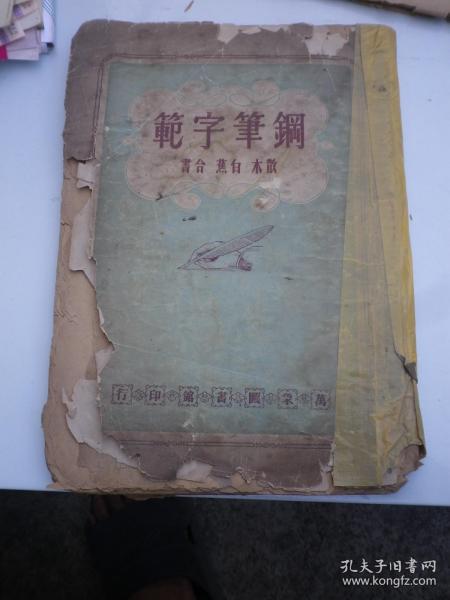 鋼筆字範
散木 白蕉 合書
萬象圖書館印行
孔夫子旧书网
www.kongfz.com